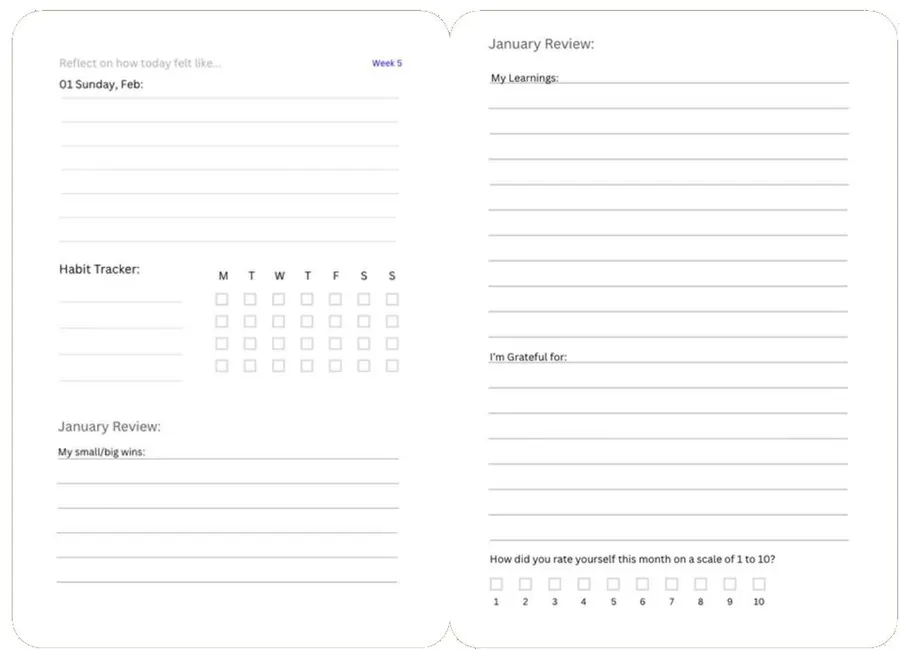 Reflect on how today felt like...
Week 5
01 Sunday, Feb:
Habit Tracker:
M T W T F S S
January Review:
My small/big wins:
January Review:
My Learnings:
I'm Grateful for:
How did you rate yourself this month on a scale of 1 to 10?
1 2 3 4 5 6 7 8 9 10